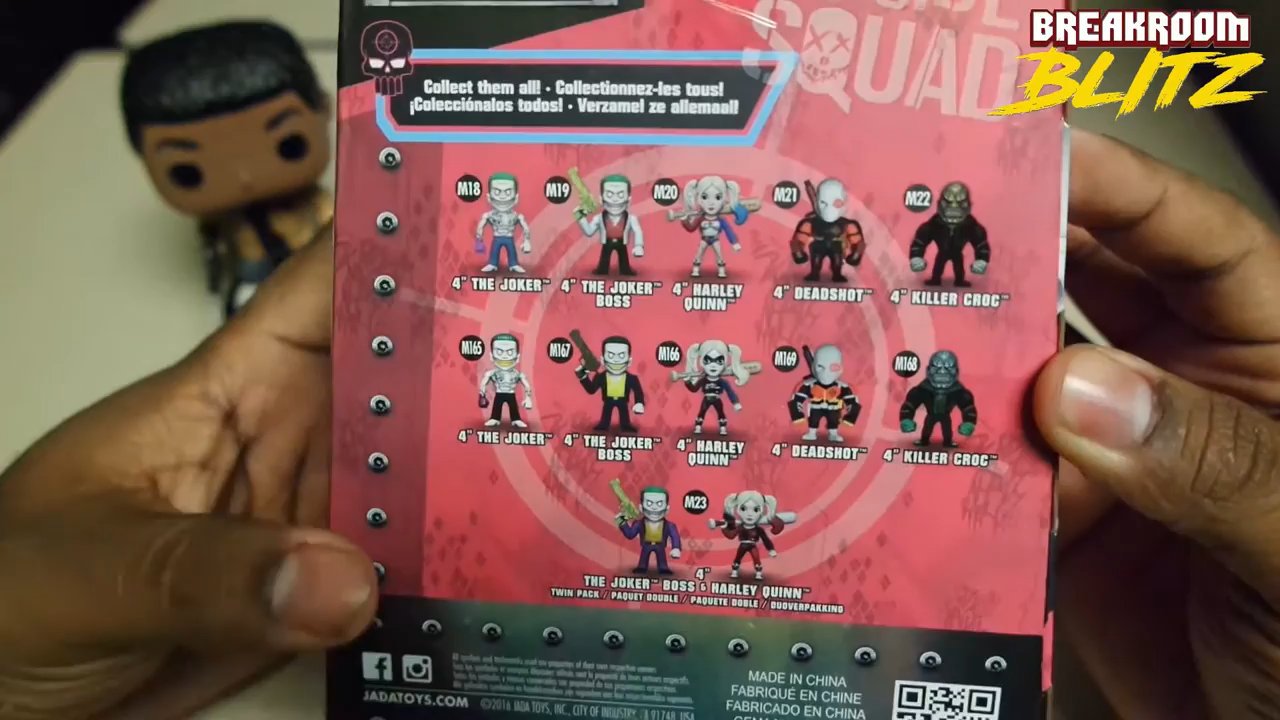 BREAKROOM
BLITZ
SQUAD
Collect them all! · Collectionnez-les tous!
¡Colecciónalos todos! · Verzamel ze allemaal!
M18 M19 M20 M21 M22
4" THE JOKER™ 4" THE JOKER™ BOSS 4" HARLEY QUINN™ 4" DEADSHOT™ 4" KILLER CROC™
M165 M167 M166 M169 M168
4" THE JOKER™ 4" THE JOKER™ BOSS 4" HARLEY QUINN™ 4" DEADSHOT™ 4" KILLER CROC™
M23
4"
THE JOKER™ BOSS & HARLEY QUINN™
TWIN PACK / PAQUET DOUBLE / PAQUETE DOBLE / DUOVERPAKKING
JADATOYS.COM
©2016 JADA TOYS, INC., CITY OF INDUSTRY, CA 91748, USA
MADE IN CHINA
FABRIQUÉ EN CHINE
FABRICADO EN CHINA